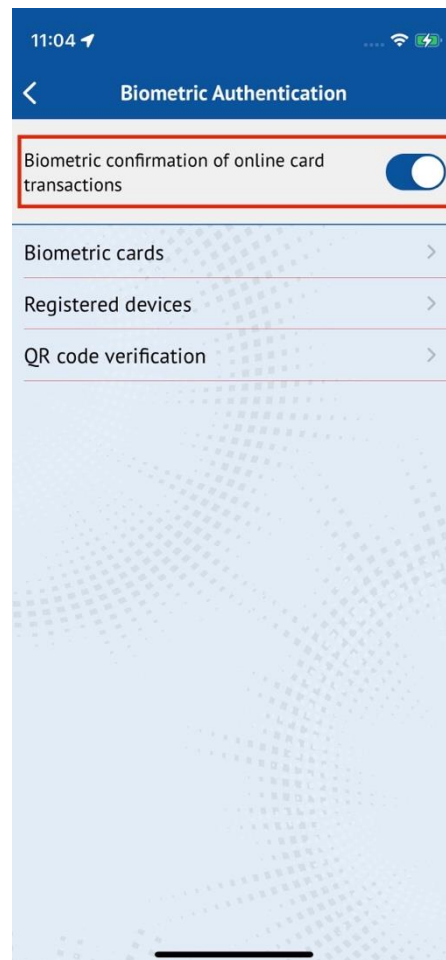 11:04
Biometric Authentication
Biometric confirmation of online card
transactions
Biometric cards
Registered devices
QR code verification